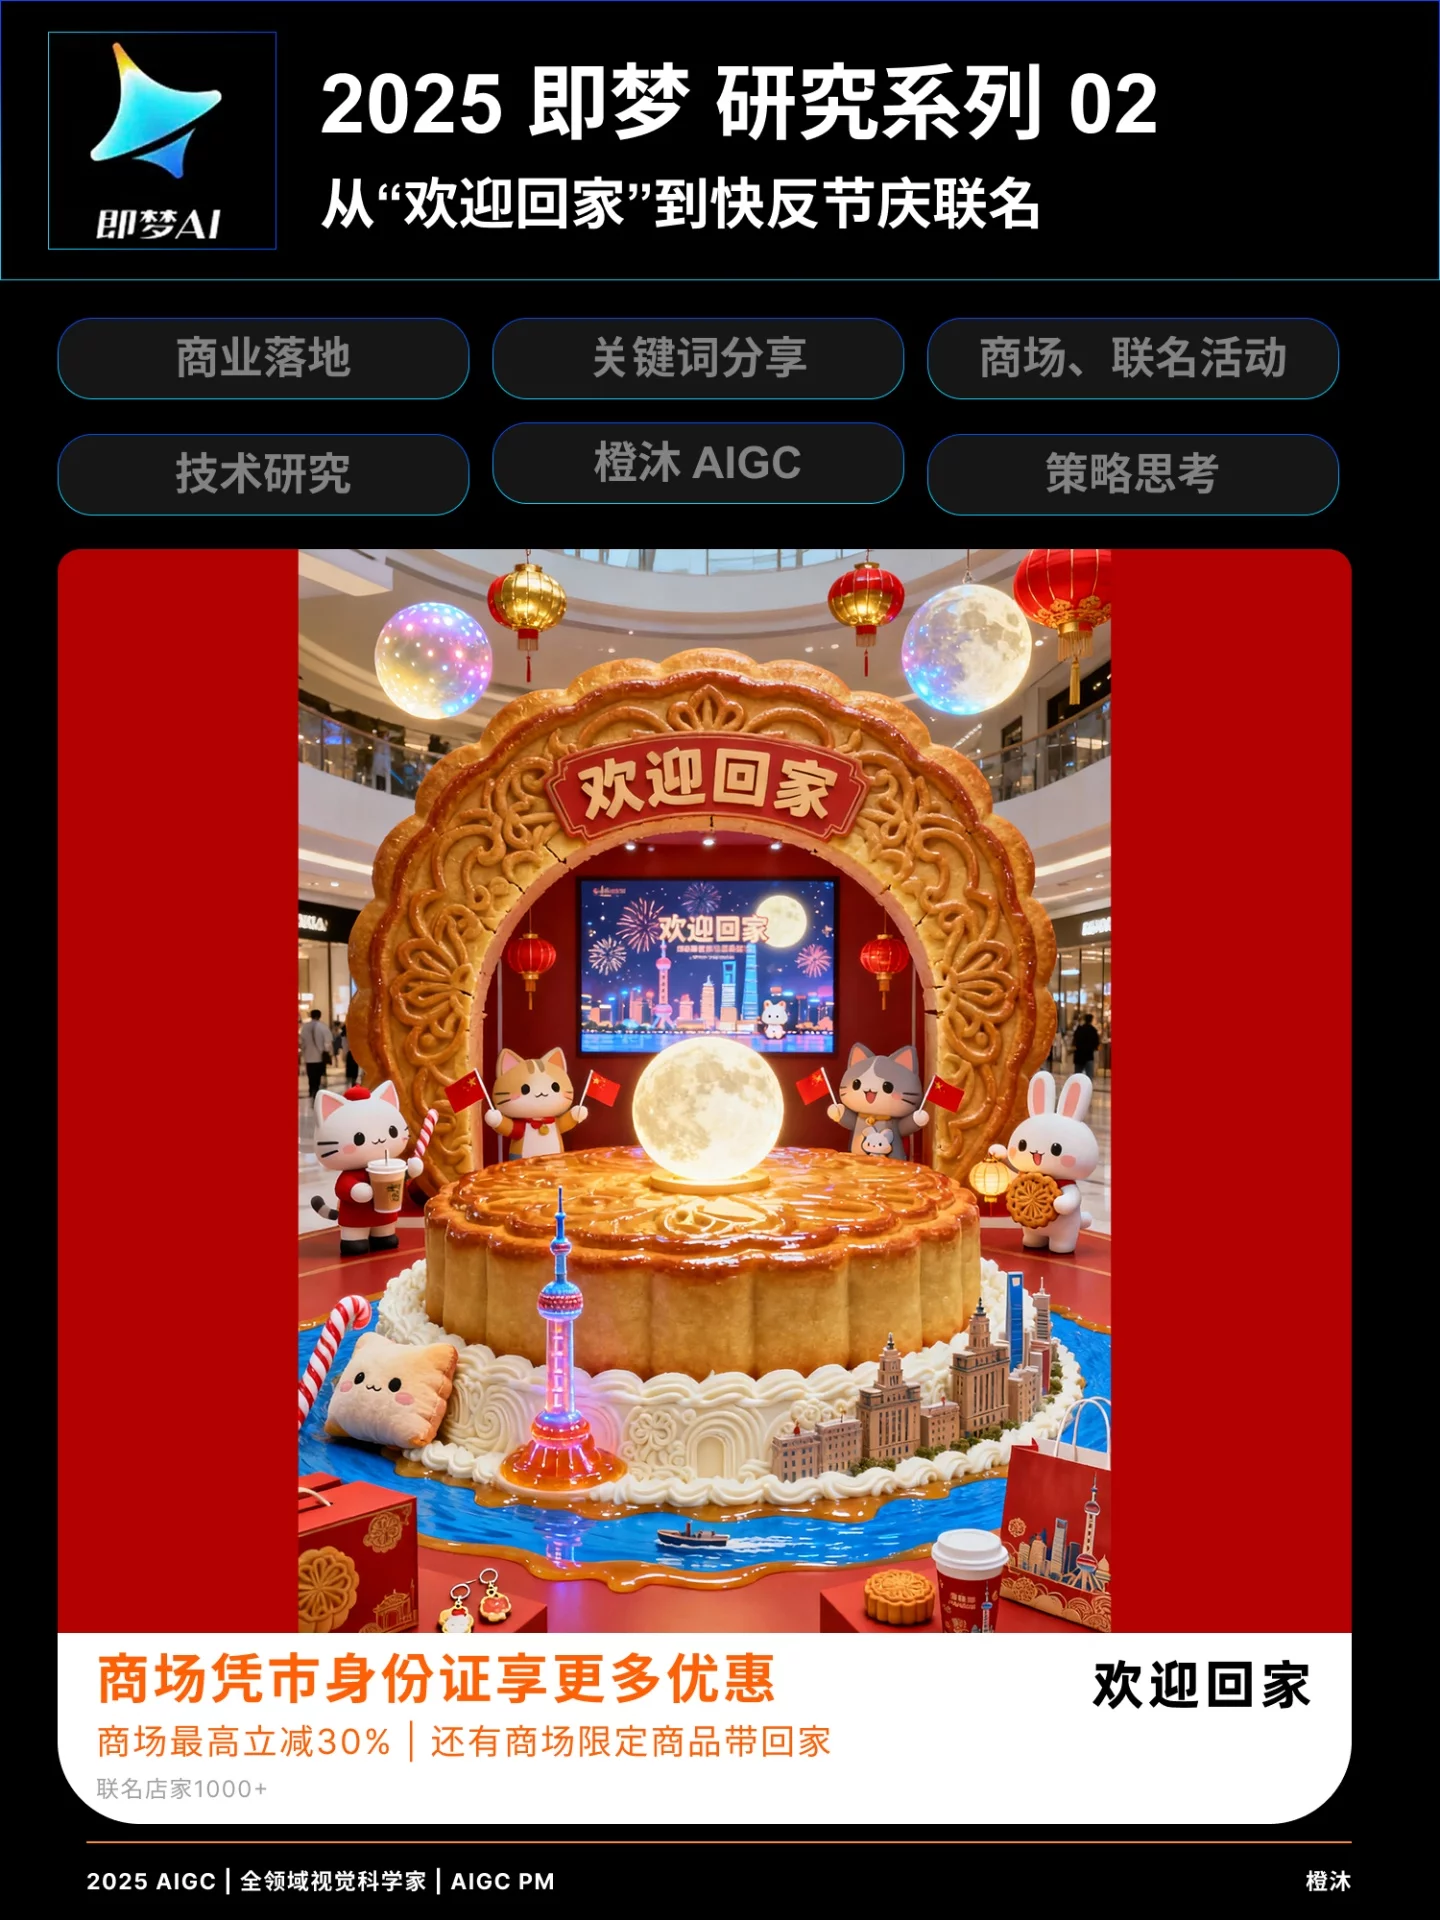 即梦AI
2025 即梦 研究系列 02
从“欢迎回家”到快反节庆联名
商业落地
关键词分享
商场、联名活动
技术研究
橙沐 AIGC
策略思考
欢迎回家
欢迎回家
商场凭市身份证享更多优惠
欢迎回家
商场最高立减30% | 还有商场限定商品带回家
联名店家1000+
2025 AIGC | 全领域视觉科学家 | AIGC PM
橙沐